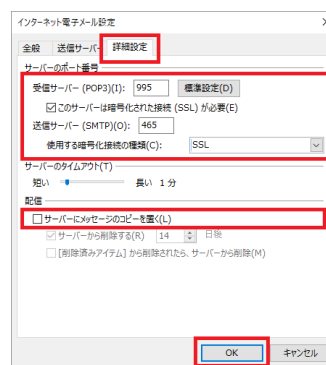 インターネット電子メール設定 ×
全般 送信サーバー 詳細設定
サーバーのポート番号
受信サーバー (POP3)(I): 995 標準設定(D)
このサーバーは暗号化された接続 (SSL) が必要(E)
送信サーバー (SMTP)(O): 465
使用する暗号化接続の種類(C): SSL
サーバーのタイムアウト(T)
短い 長い 1 分
配信
サーバーにメッセージのコピーを置く(L)
サーバーから削除する(R) 14 日後
[削除済みアイテム] から削除されたら、サーバーから削除(M)
OK キャンセル